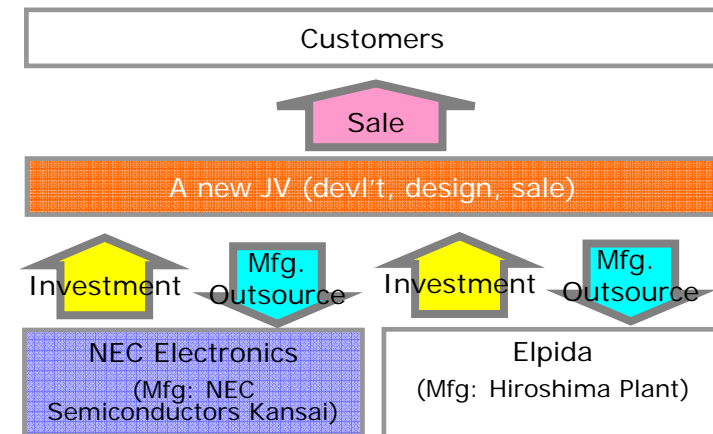 Customers
Sale
A new JV (devl't, design, sale)
Investment
Mfg.
Outsource
Investment
Mfg.
Outsource
NEC Electronics
(Mfg: NEC
Semiconductors Kansai)
Elpida
(Mfg: Hiroshima Plant)